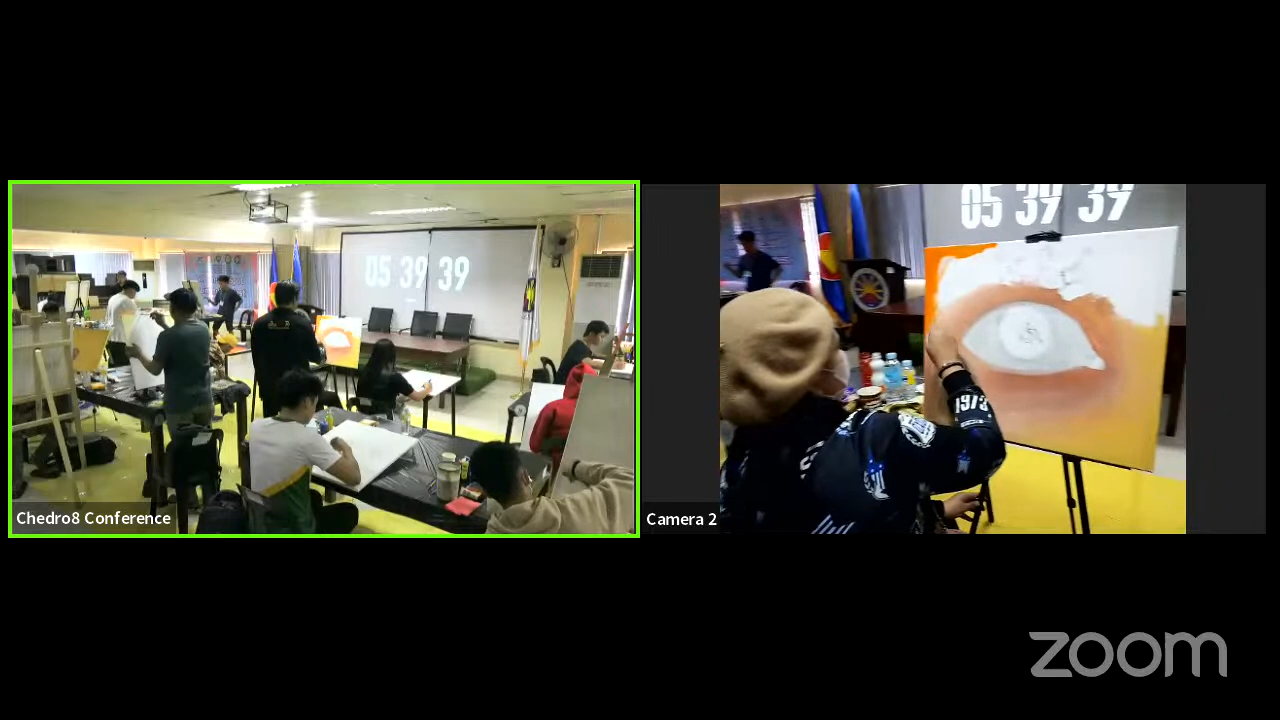 05 39 39
05 39 39
1973
Chedro8 Conference
Camera 2
zoom